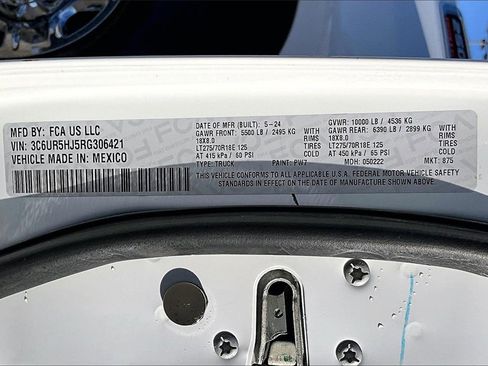 MFD BY: FCA US LLC
VIN: 3C6UR5HJ5RG306421
VEHICLE MADE IN: MEXICO
DATE OF MFR (BUILT): 5-24 GVWR: 10000 LB / 4536 KG
GAWR FRONT: 5500 LB / 2495 KG WITH GAWR REAR: 6390 LB / 2899 KG WITH
18X8.0 RIMS 18X8.0 RIMS
LT275/70R18E 125 TIRES LT275/70R18E 125 TIRES
AT 415 kPa / 60 PSI COLD AT 450 kPa / 65 PSI COLD
TYPE: TRUCK PAINT: PW7 MOH: 050222 MKT: 875
THIS VEHICLE CONFORMS TO ALL APPLICABLE U.S.A. FEDERAL MOTOR VEHICLE SAFETY
STANDARDS IN EFFECT ON THE DATE OF MANUFACTURE SHOWN ABOVE.